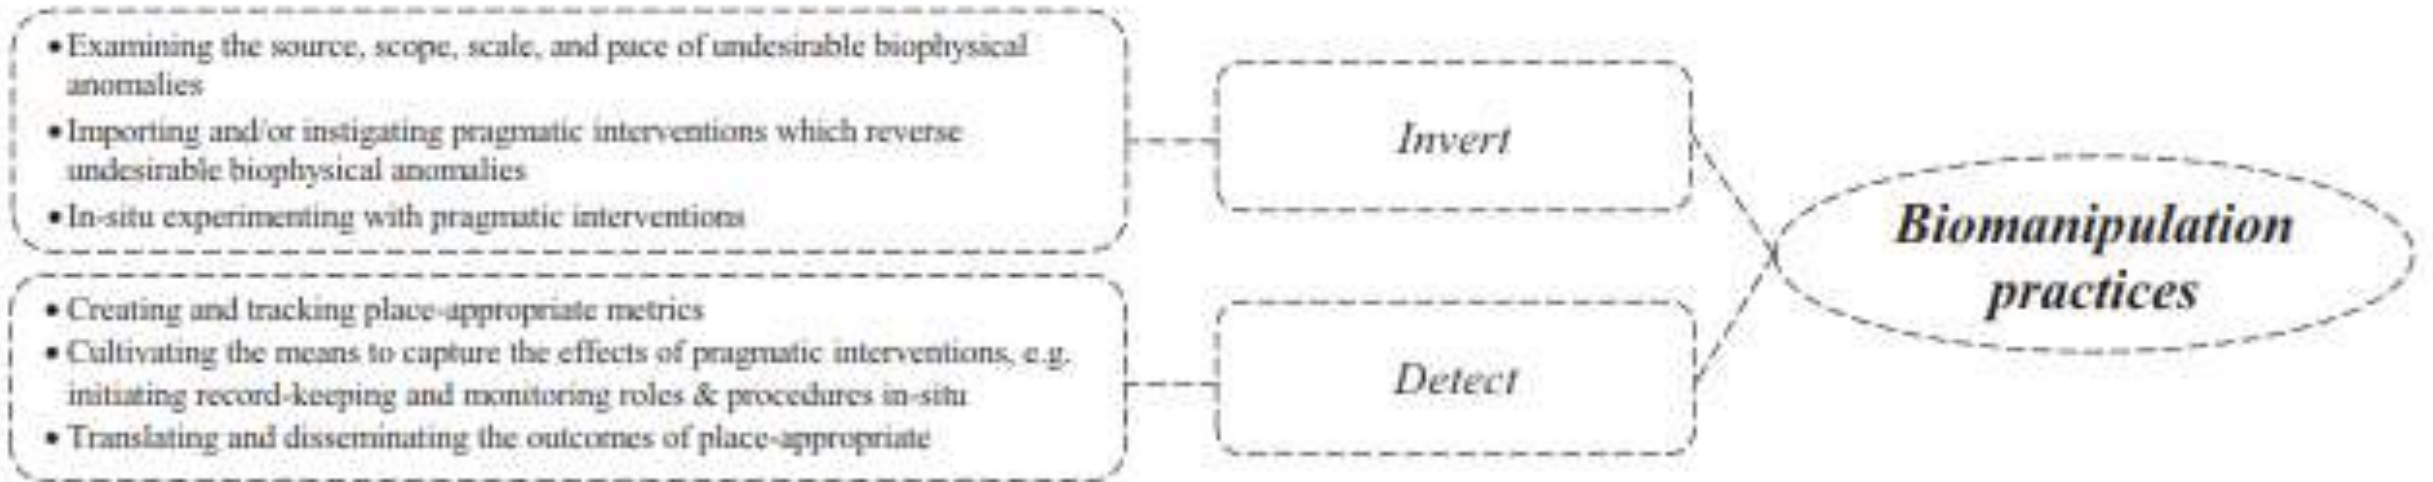 • Examining the source, scope, scale, and pace of undesirable biophysical
anomalies
• Importing and/or instigating pragmatic interventions which reverse
undesirable biophysical anomalies
• In-situ experimenting with pragmatic interventions
Invert
• Creating and tracking place-appropriate metrics
• Cultivating the means to capture the effects of pragmatic interventions, e.g.
initiating record-keeping and monitoring roles & procedures in-situ
• Translating and disseminating the outcomes of place-appropriate
Detect
Biomanipulation
practices